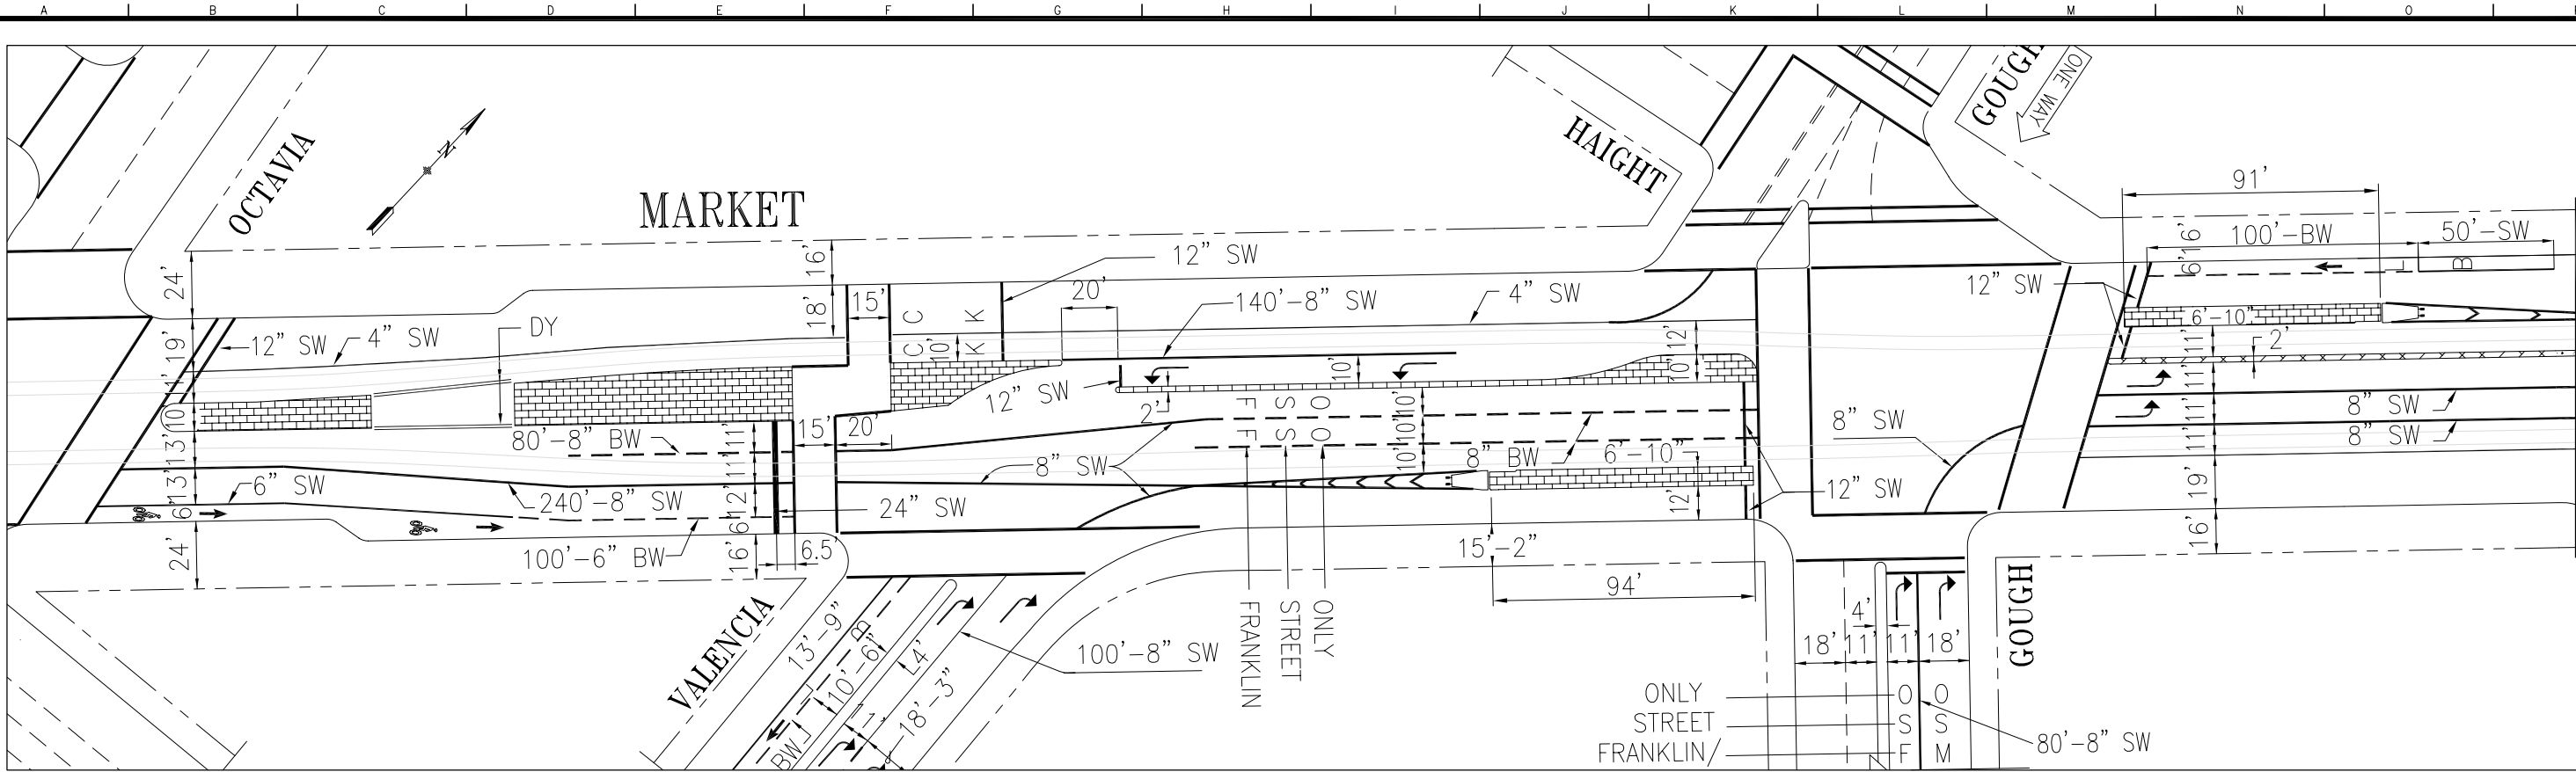 A B C D E F G H I J K L M N O
OCTAVIA
N
MARKET
HAIGHT
GOUGH
ONE WAY
91'
100'-BW
50'-SW
6'
16'
6'
L
B
12" SW
6'-10"
11'
2'
11'
11'
11'
19'
16'
8" SW
8" SW
24'
19'
11'
10'
13'
13'
6'
24'
12" SW
4" SW
DY
16'
18'
15'
C K
C K
10'
12" SW
20'
140'-8" SW
4" SW
12" SW
2'
10'
12'
10'
80'-8" BW
15'
20'
11'
11'
12'
6'
16'
6" SW
240'-8" SW
24" SW
100'-6" BW
6.5'
8" SW
F S O
F S O
10'
10'
10'
10'
8" BW
6'-10"
12'
12" SW
8" SW
15'-2"
94'
FRANKLIN
STREET
ONLY
VALENCIA
13'-9"
B
L
10'-6"
4'
18'-3"
BW
100'-8" SW
4'
18'
11'
11'
18'
GOUGH
ONLY O O
STREET S S
FRANKLIN/ F M
80'-8" SW